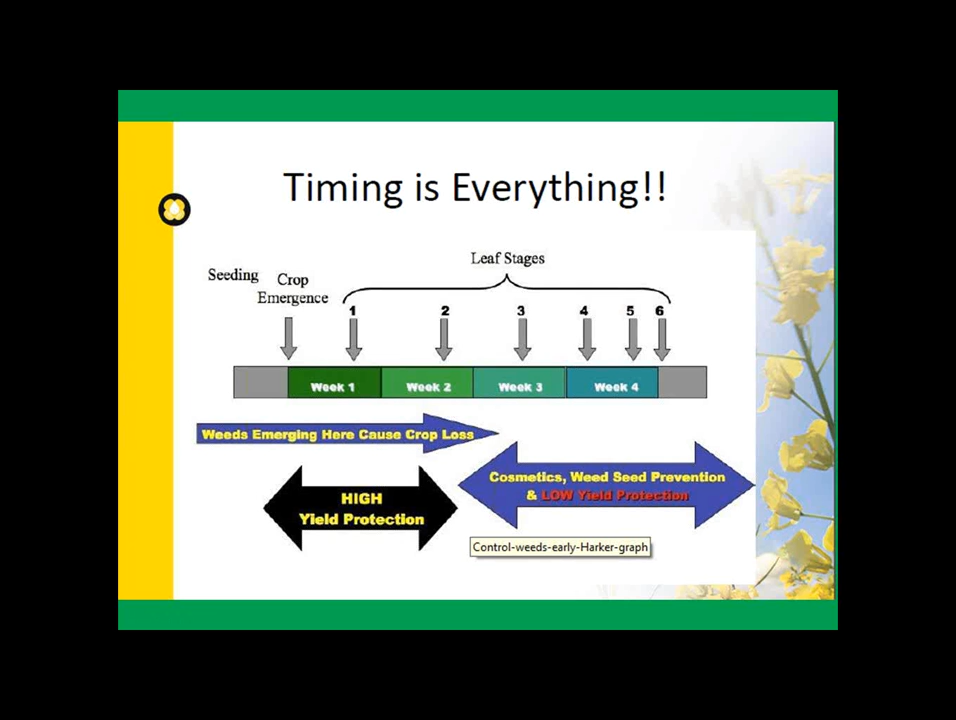 Timing is Everything!!
Leaf Stages
Seeding
Crop
Emergence
1 2 3 4 5 6
Week 1 Week 2 Week 3 Week 4
Weeds Emerging Here Cause Crop Loss
Cosmetics, Weed Seed Prevention
& LOW Yield Protection
HIGH
Yield Protection
Control-weeds-early-Harker-graph